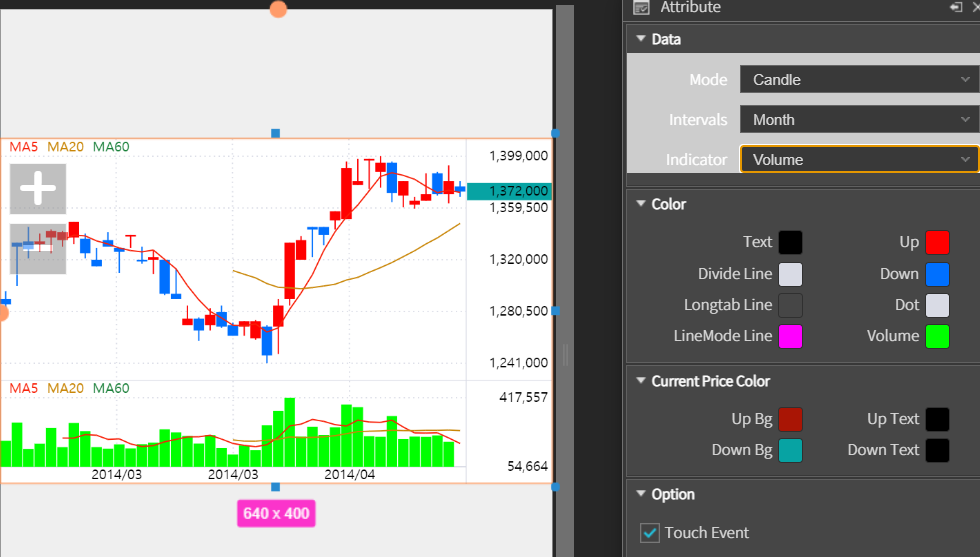 Attribute
Data
Mode Candle
Intervals Month
Indicator Volume
Color
Text Up
Divide Line Down
Longtab Line Dot
LineMode Line Volume
Current Price Color
Up Bg Up Text
Down Bg Down Text
Option
Touch Event
MA5 MA20 MA60
1,399,000
1,372,000
1,359,500
1,320,000
1,280,500
1,241,000
MA5 MA20 MA60
417,557
54,664
2014/03 2014/03 2014/04
640 x 400